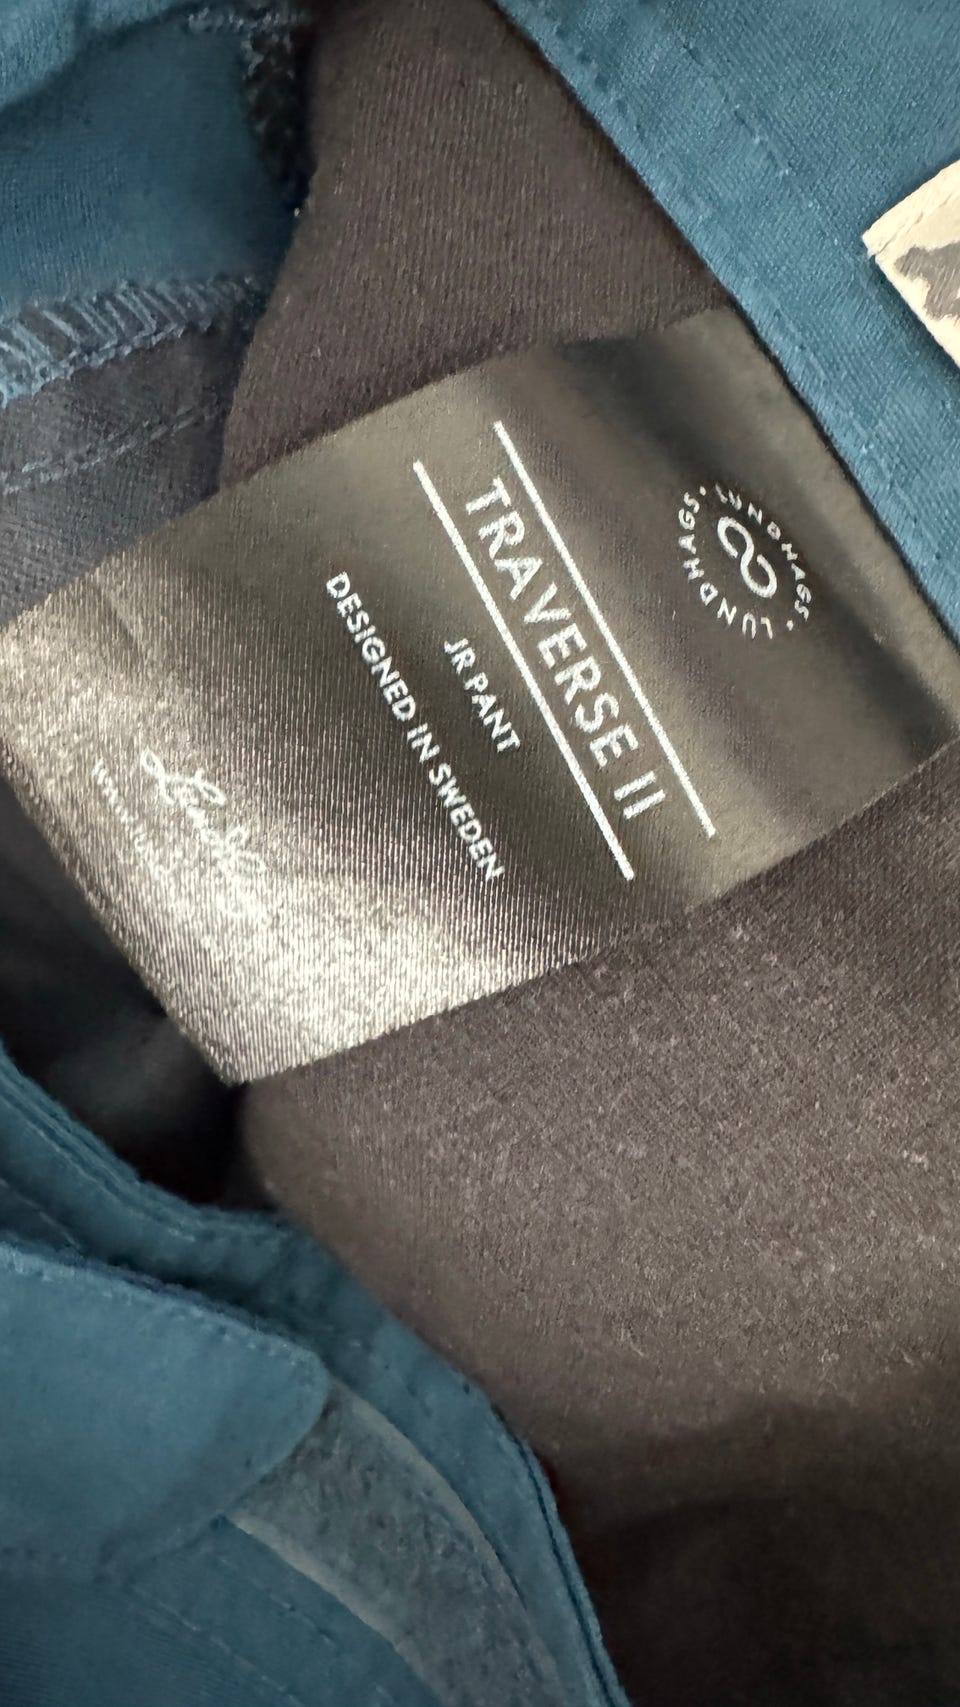 LUNDHAGS · LUNDHAGS ·
TRAVERSE II
JR PANT
DESIGNED IN SWEDEN